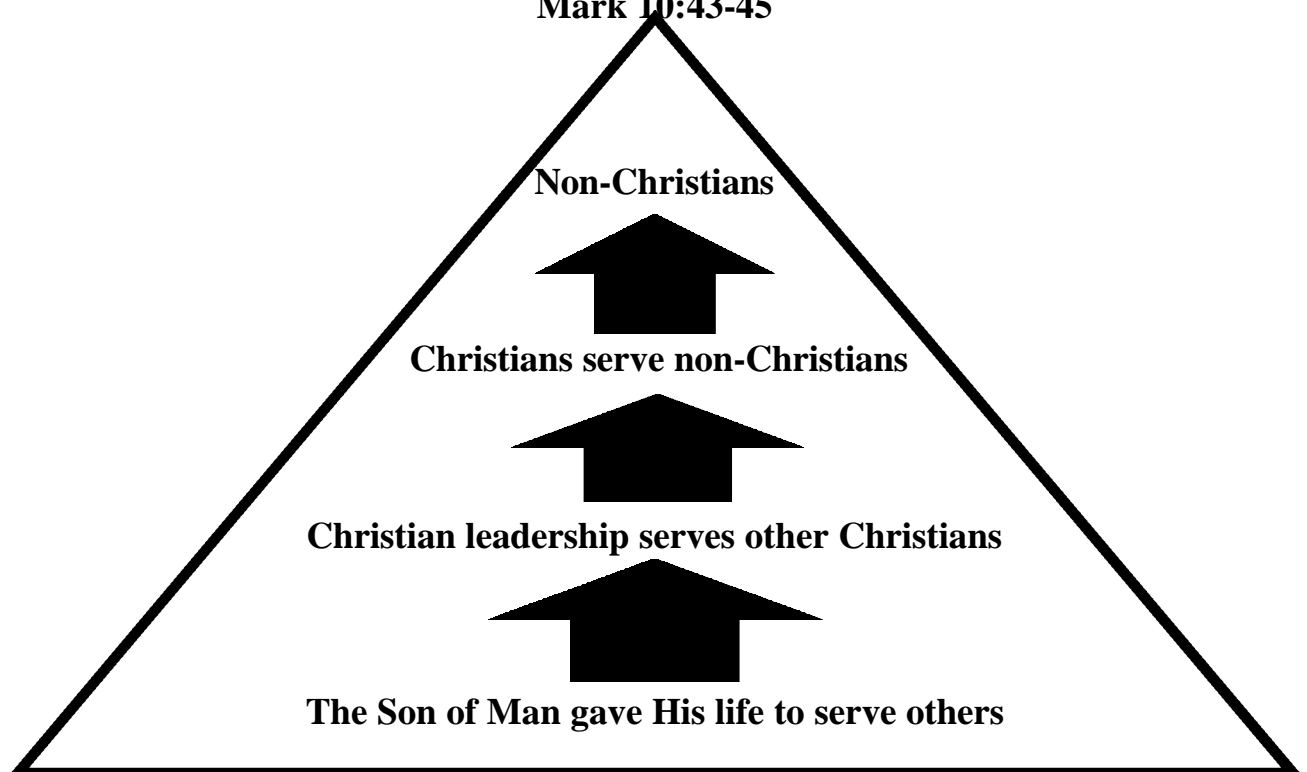 Mark 10:43-45
Non-Christians
Christians serve non-Christians
Christian leadership serves other Christians
The Son of Man gave His life to serve others